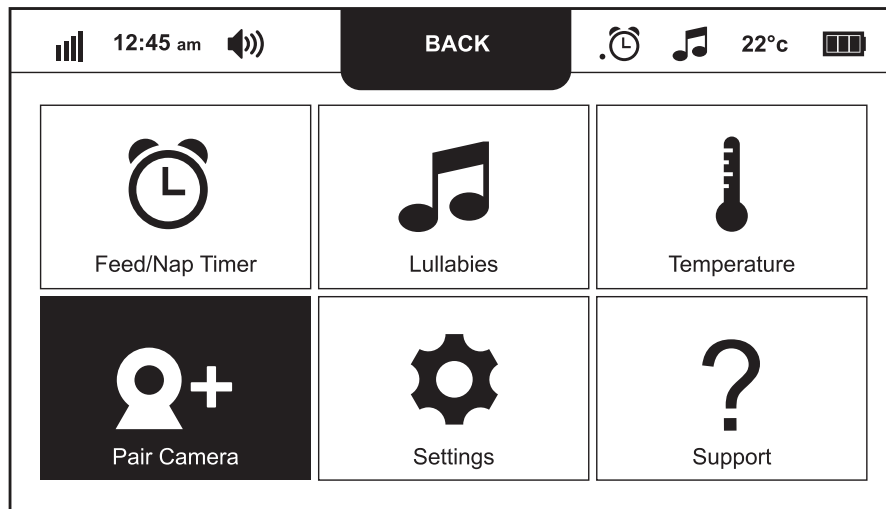 12:45 am BACK 22°c
Feed/Nap Timer Lullabies Temperature
Pair Camera Settings Support